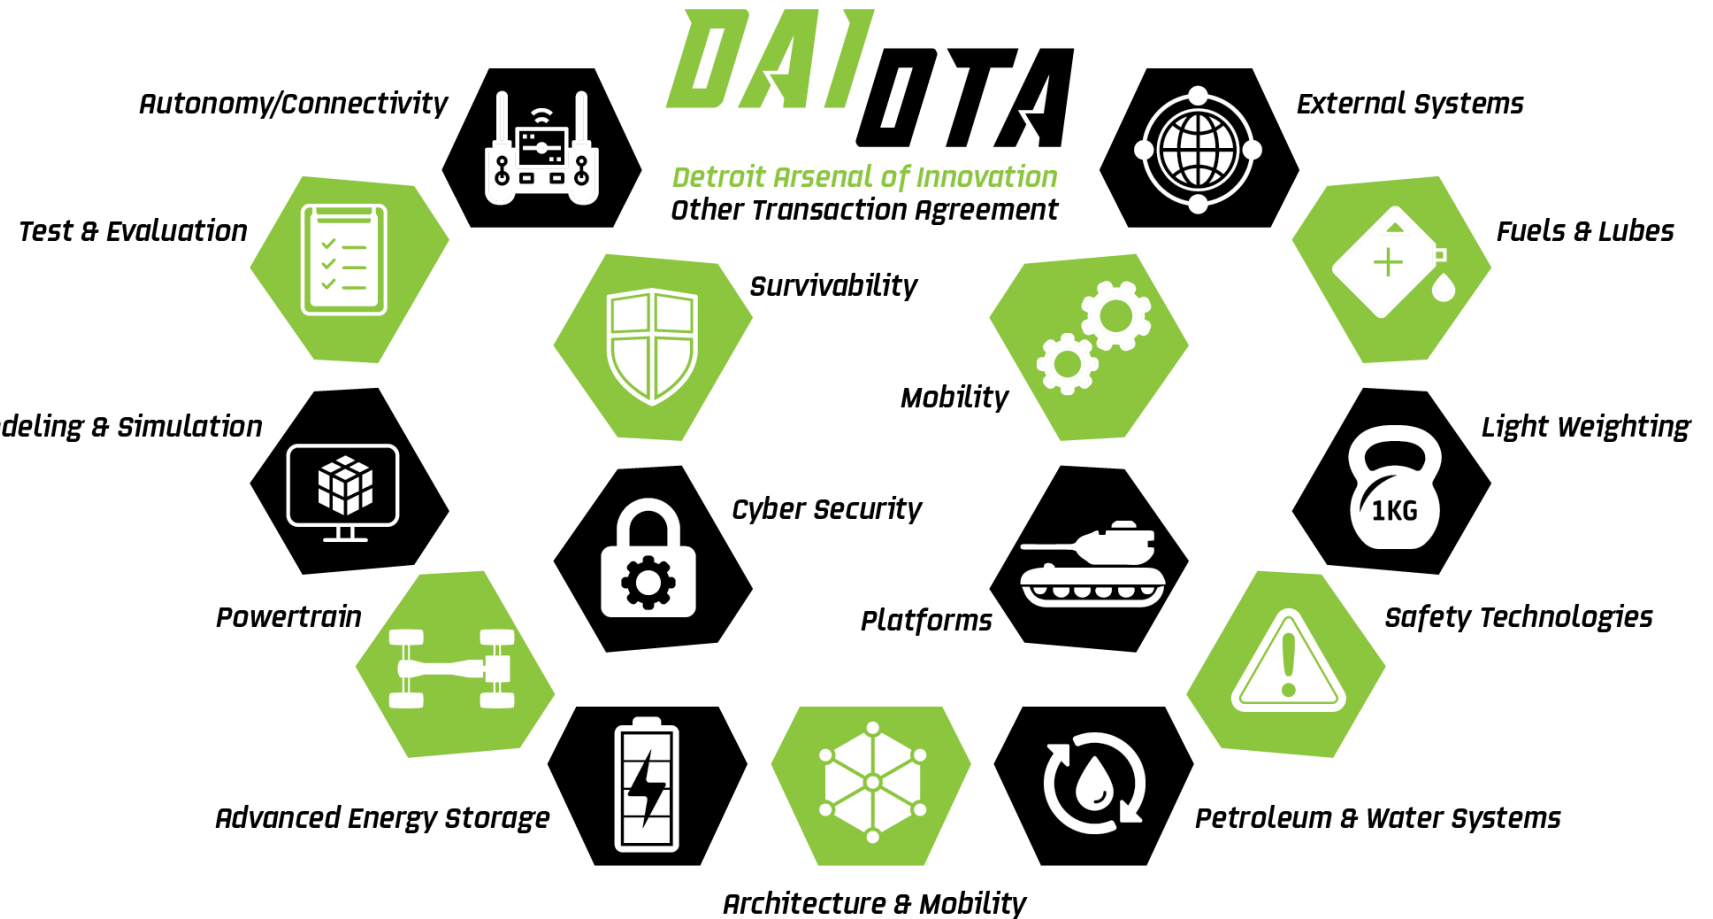 DAI
OTA
Detroit Arsenal of Innovation
Other Transaction Agreement
Autonomy/Connectivity
External Systems
Test & Evaluation
Fuels & Lubes
Survivability
Mobility
deling & Simulation
Light Weighting
1KG
Cyber Security
Powertrain
Platforms
Safety Technologies
Advanced Energy Storage
Petroleum & Water Systems
Architecture & Mobility